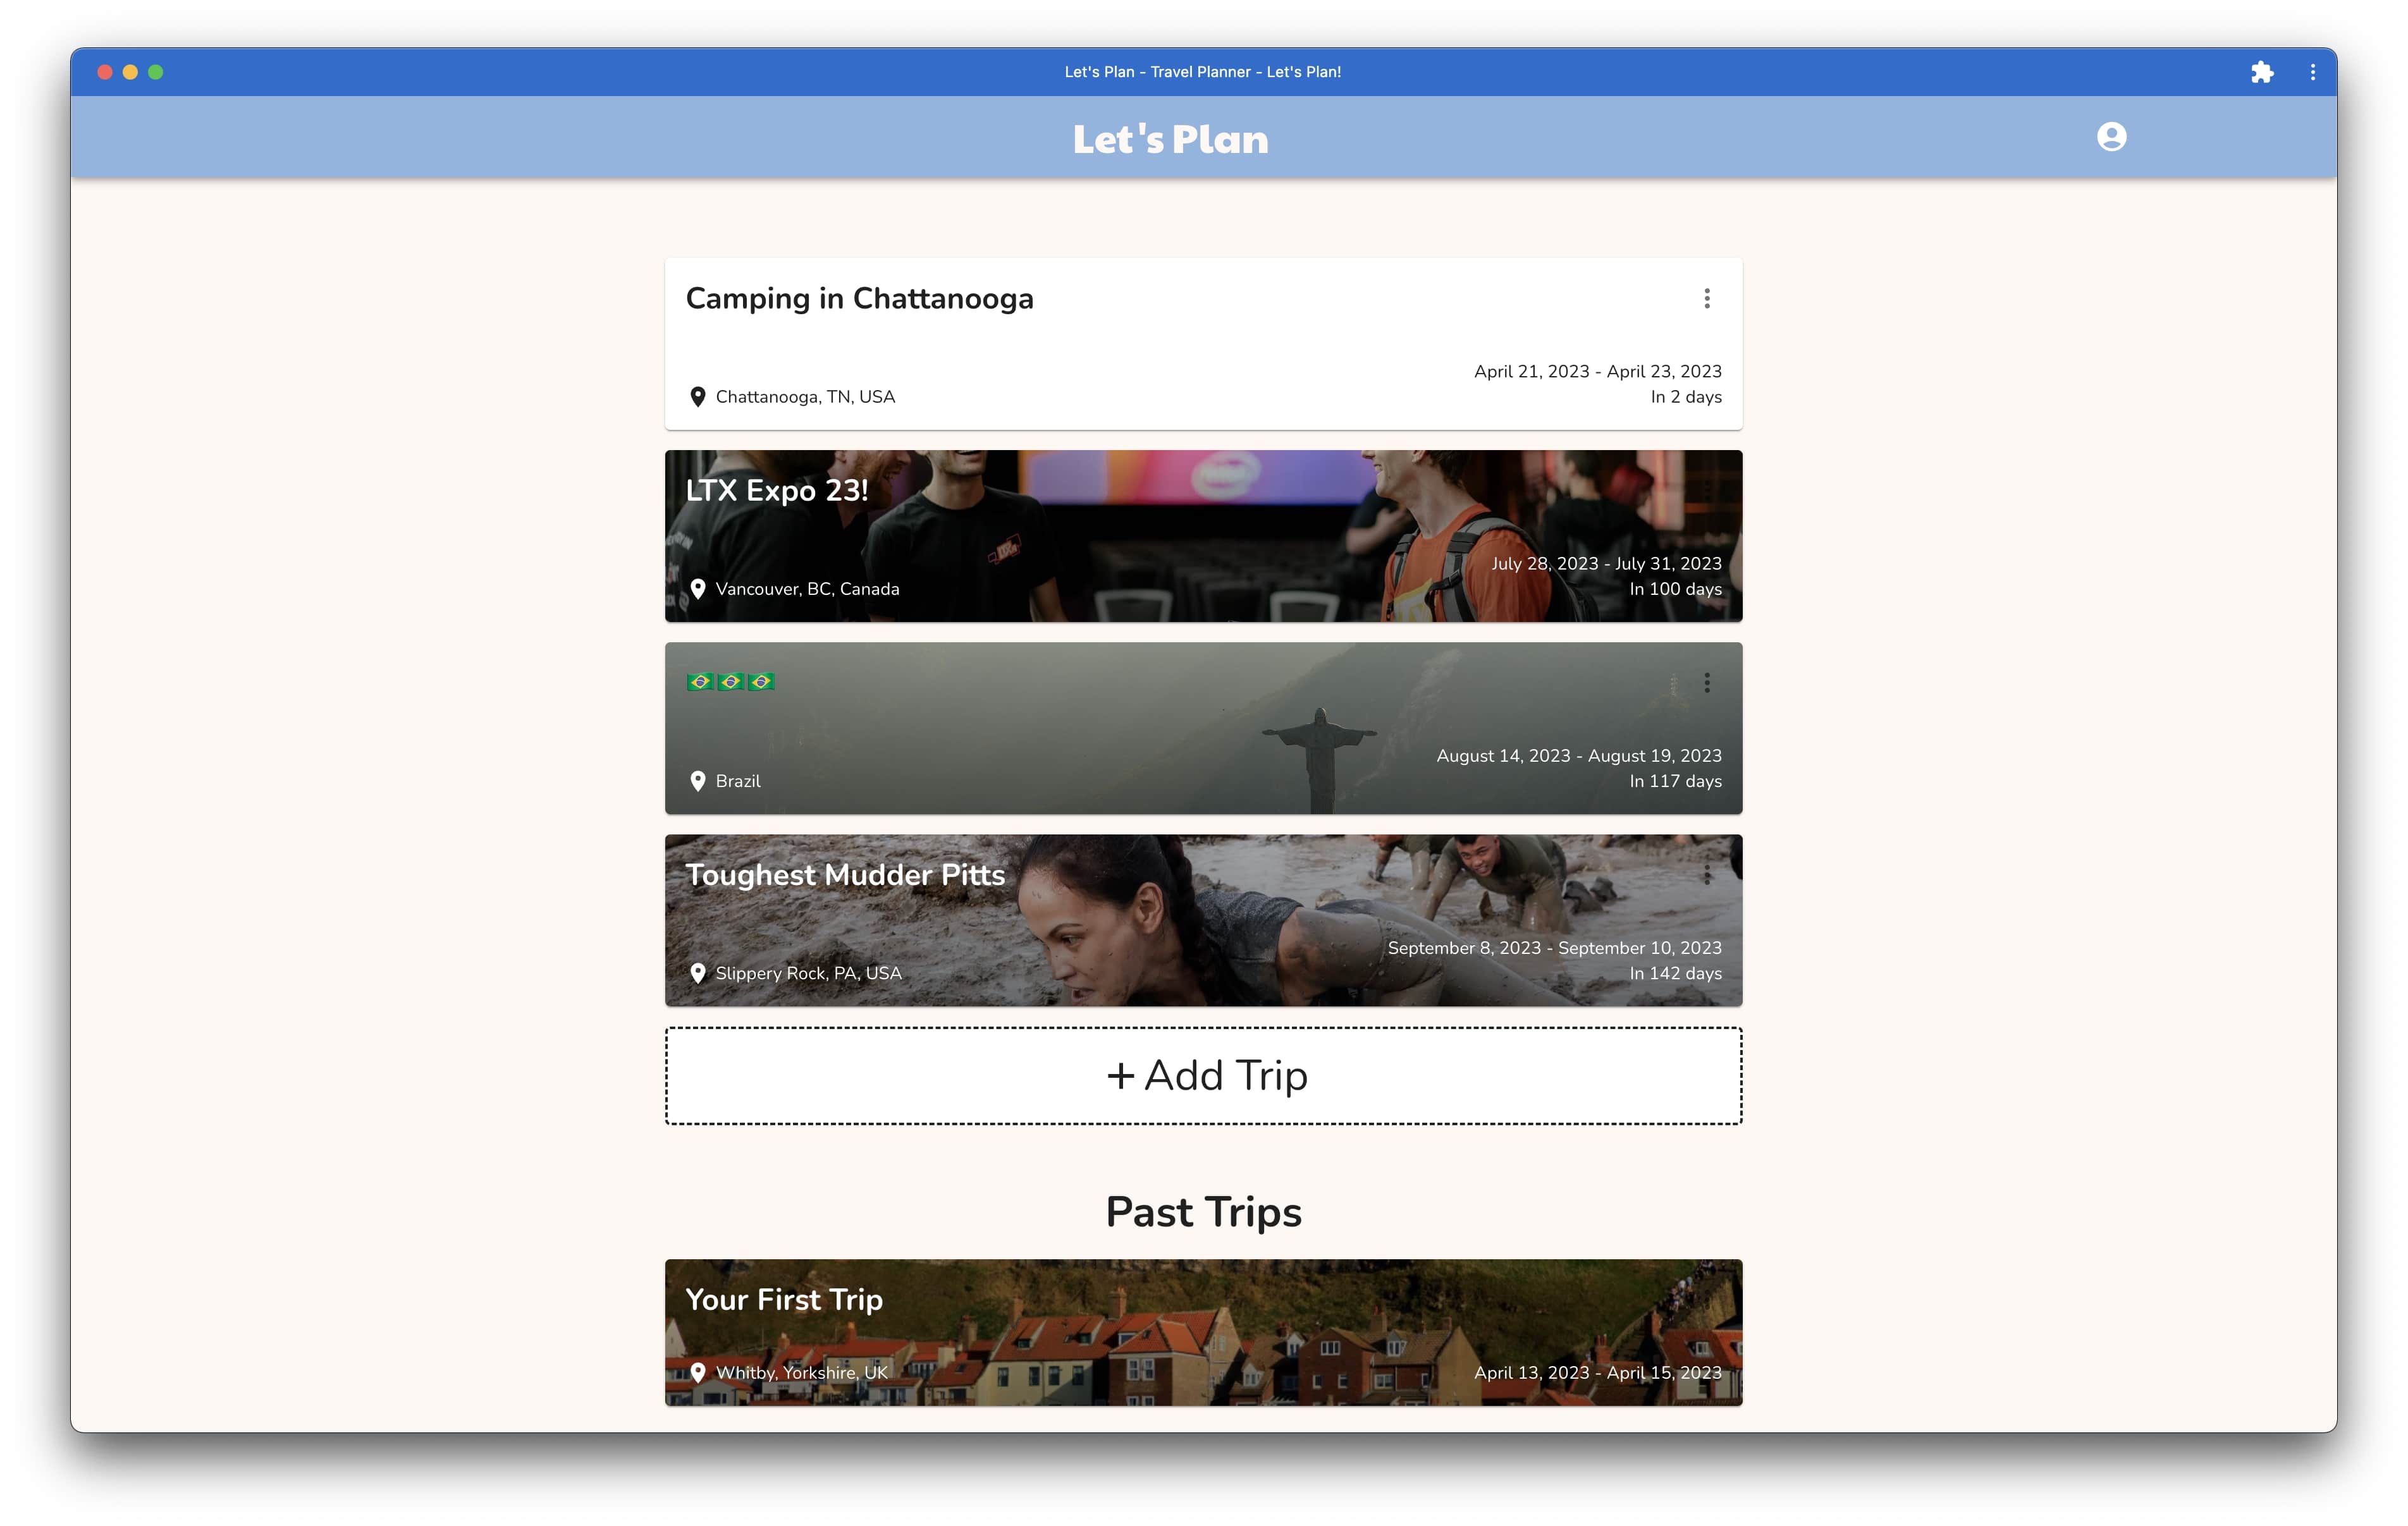 Let's Plan - Travel Planner - Let's Plan!
Let's Plan
Camping in Chattanooga
April 21, 2023 - April 23, 2023
Chattanooga, TN, USA
In 2 days
LTX Expo 23!
July 28, 2023 - July 31, 2023
Vancouver, BC, Canada
In 100 days
🇧🇷🇧🇷🇧🇷
August 14, 2023 - August 19, 2023
Brazil
In 117 days
Toughest Mudder Pitts
September 8, 2023 - September 10, 2023
Slippery Rock, PA, USA
In 142 days
+ Add Trip
Past Trips
Your First Trip
Whitby, Yorkshire, UK
April 13, 2023 - April 15, 2023